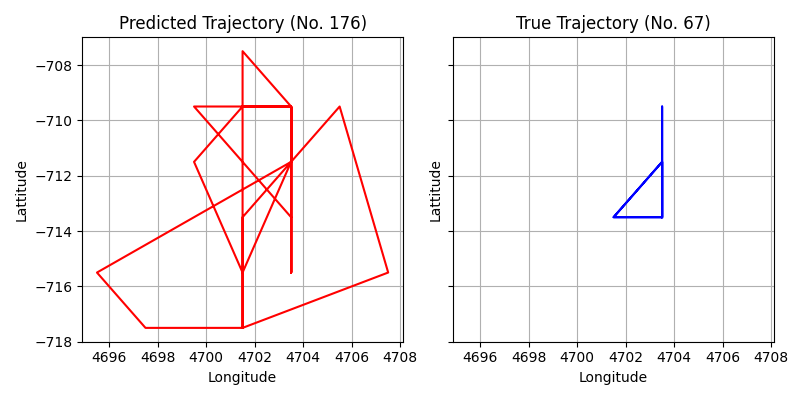 Predicted Trajectory (No. 176)
True Trajectory (No. 67)
−708
−710
−712
−714
−716
−718
Lattitude
Lattitude
4696 4698 4700 4702 4704 4706 4708
4696 4698 4700 4702 4704 4706 4708
Longitude
Longitude